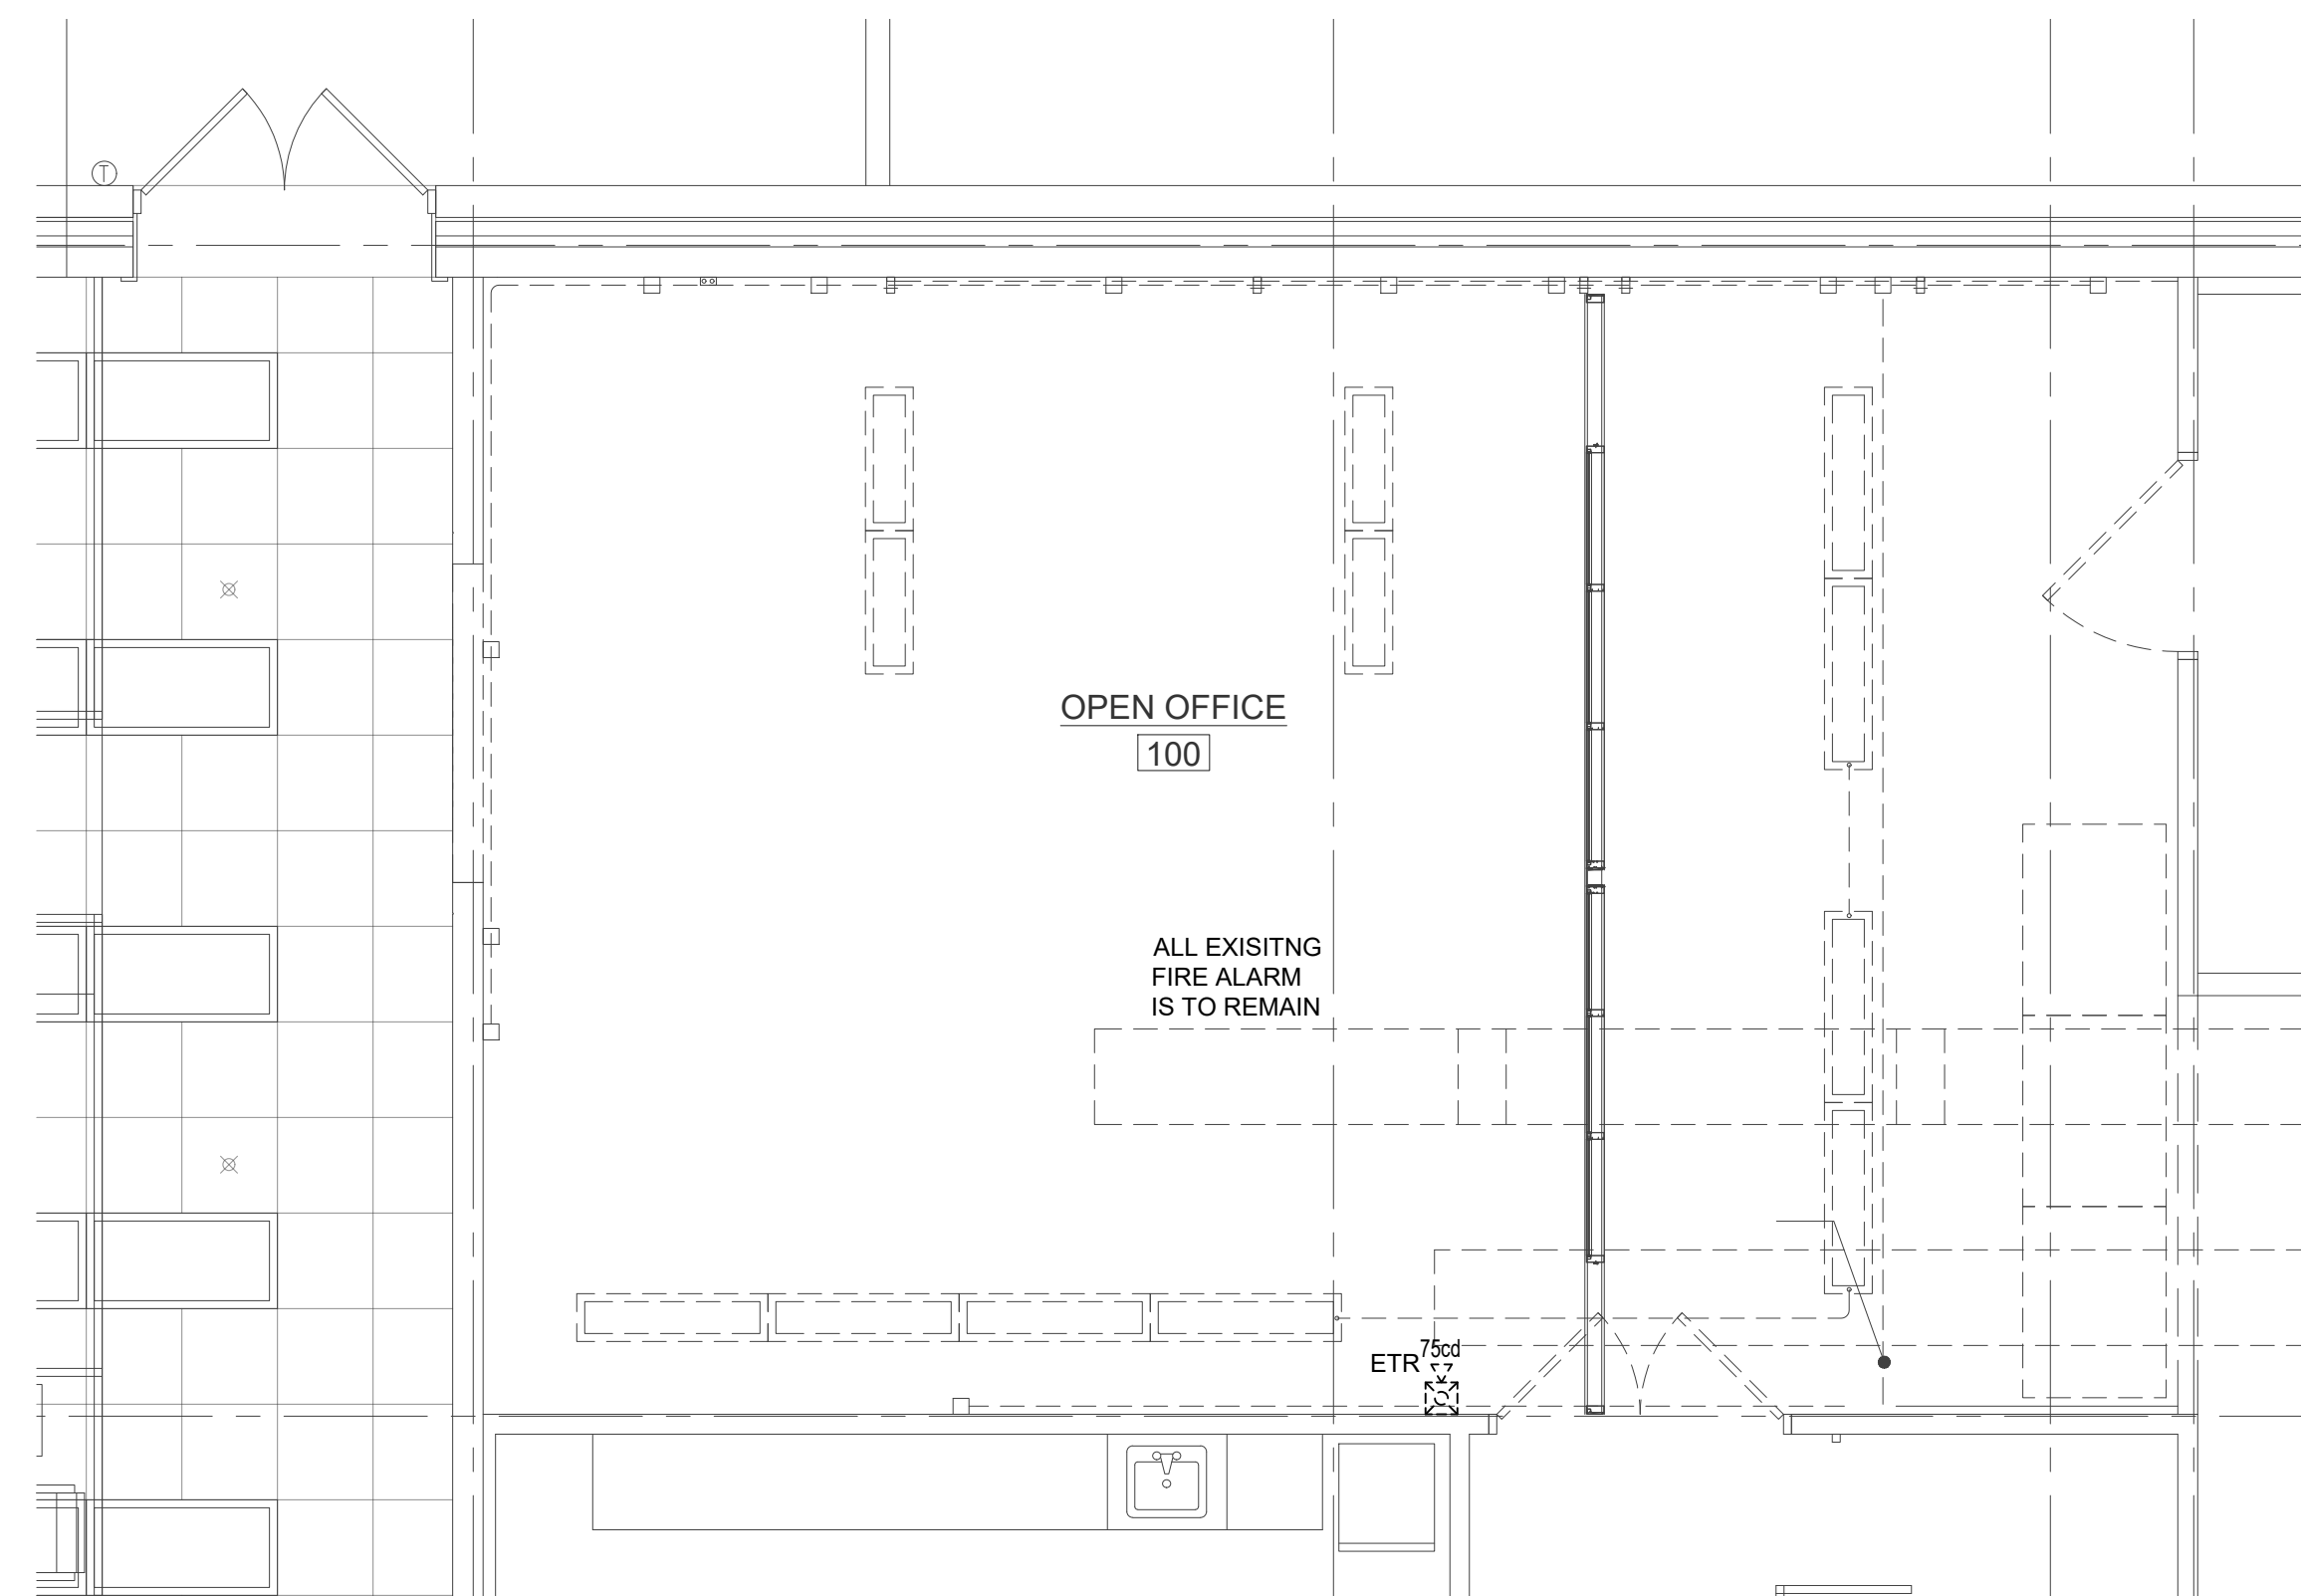 T
OPEN OFFICE
100
ALL EXISITNG
FIRE ALARM
IS TO REMAIN
75cd
ETR